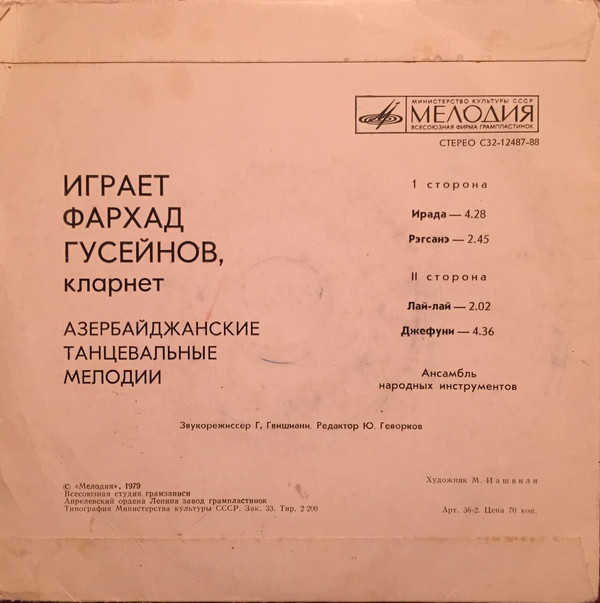 МИНИСТЕРСТВО КУЛЬТУРЫ СССР
МЕЛОДИЯ
ВСЕСОЮЗНАЯ ФИРМА ГРАМПЛАСТИНОК
СТЕРЕО С32-12487-88
ИГРАЕТ
ФАРХАД
ГУСЕЙНОВ,
кларнет
АЗЕРБАЙДЖАНСКИЕ
ТАНЦЕВАЛЬНЫЕ
МЕЛОДИИ
I сторона
Ирада — 4.28
Рэгсанэ — 2.45
II сторона
Лай-лай — 2.02
Джефуни — 4.36
Ансамбль
народных инструментов
Звукорежиссер Г. Гвишиани. Редактор Ю. Геворков
© «Мелодия», 1979
Всесоюзная студия грамзаписи
Апрелевский ордена Ленина завод грампластинок
Типография Министерства культуры СССР. Зак. 33. Тир. 2 200
Художник М. Иашвили
Арт. 36-2. Цена 70 коп.